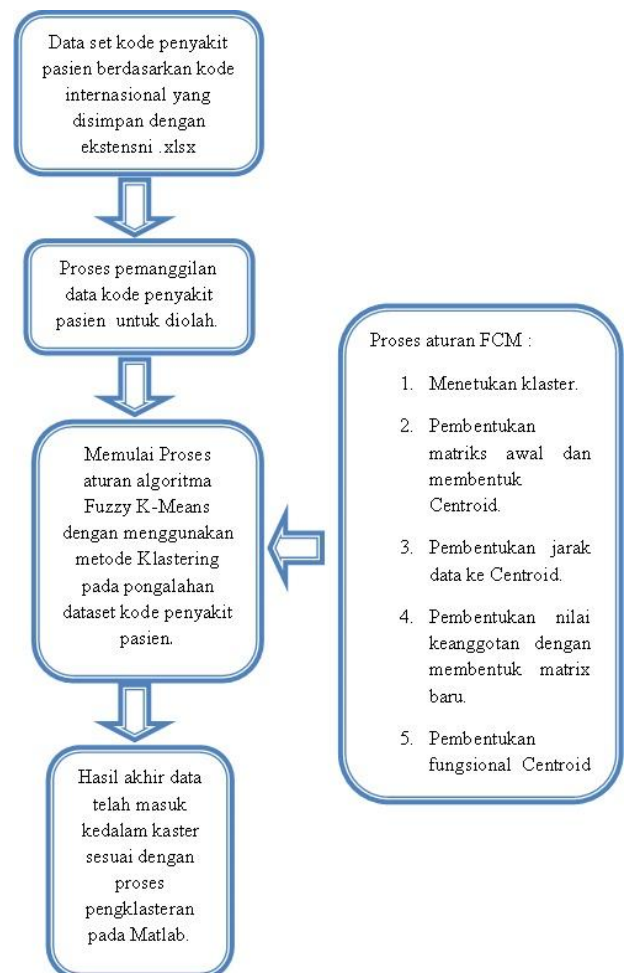 Data set kode penyakit
pasien berdasarkan kode
internasional yang
disimpan dengan
ekstensni .xlsx
Proses pemanggilan
data kode penyakit
pasien untuk diolah.
Memulai Proses
aturan algoritma
Fuzzy K-Means
dengan menggunakan
metode Klastering
pada pongalahan
dataset kode penyakit
pasien.
Proses aturan FCM :
1. Menetukan klaster.
2. Pembentukan
matriks awal dan
membentuk
Centroid.
3. Pembentukan jarak
data ke Centroid.
4. Pembentukan nilai
keanggotan dengan
membentuk matrix
baru.
5. Pembentukan
fungsional Centroid
Hasil akhir data
telah masuk
kedalam kaster
sesuai dengan
proses
pengklasteran
pada Matlab.